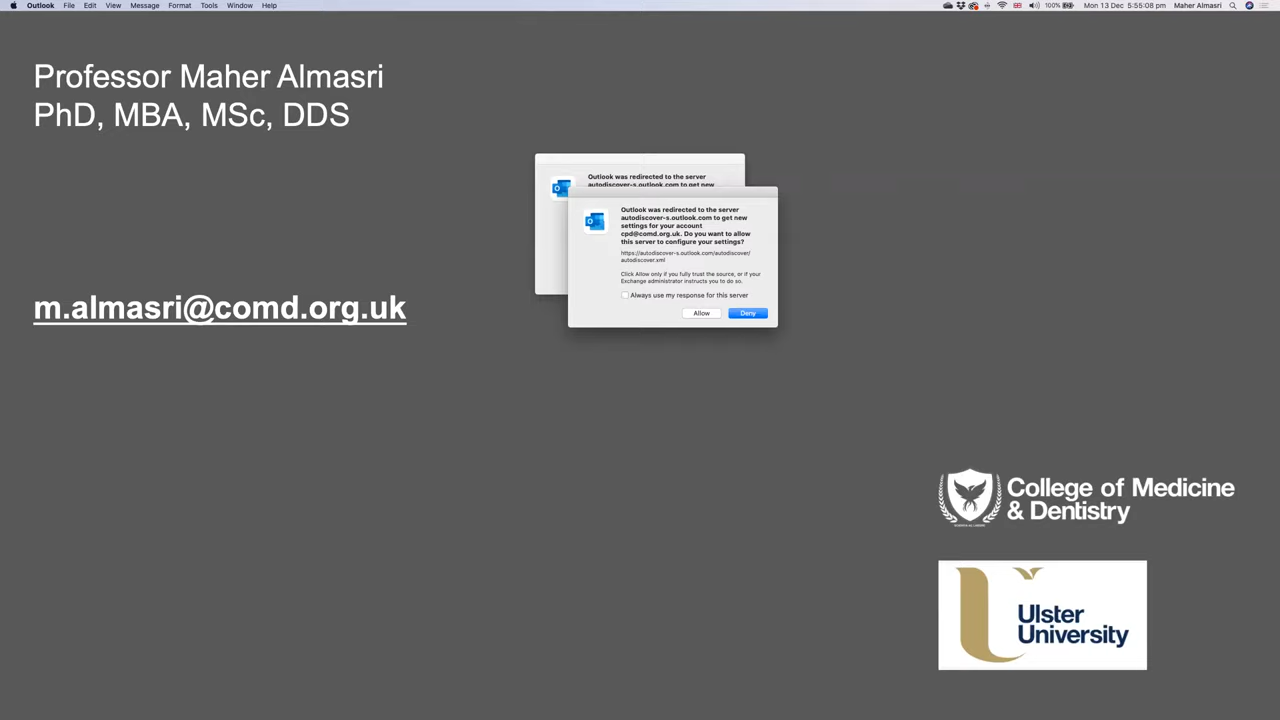 Outlook File Edit View Message Format Tools Window Help
100% Mon 13 Dec 5:55:08 pm Maher Almasri
Professor Maher Almasri
PhD, MBA, MSc, DDS
Outlook was redirected to the server
autodiscover-s.outlook.com to get new
Outlook was redirected to the server
autodiscover-s.outlook.com to get new
settings for your account
cpd@comd.org.uk. Do you want to allow
this server to configure your settings?
https://autodiscover-s.outlook.com/autodiscover/
autodiscover.xml
Click Allow only if you fully trust the source, or if your
Exchange administrator instructs you to do so.
Always use my response for this server
Allow Deny
m.almasri@comd.org.uk
College of Medicine
& Dentistry
Ulster
University